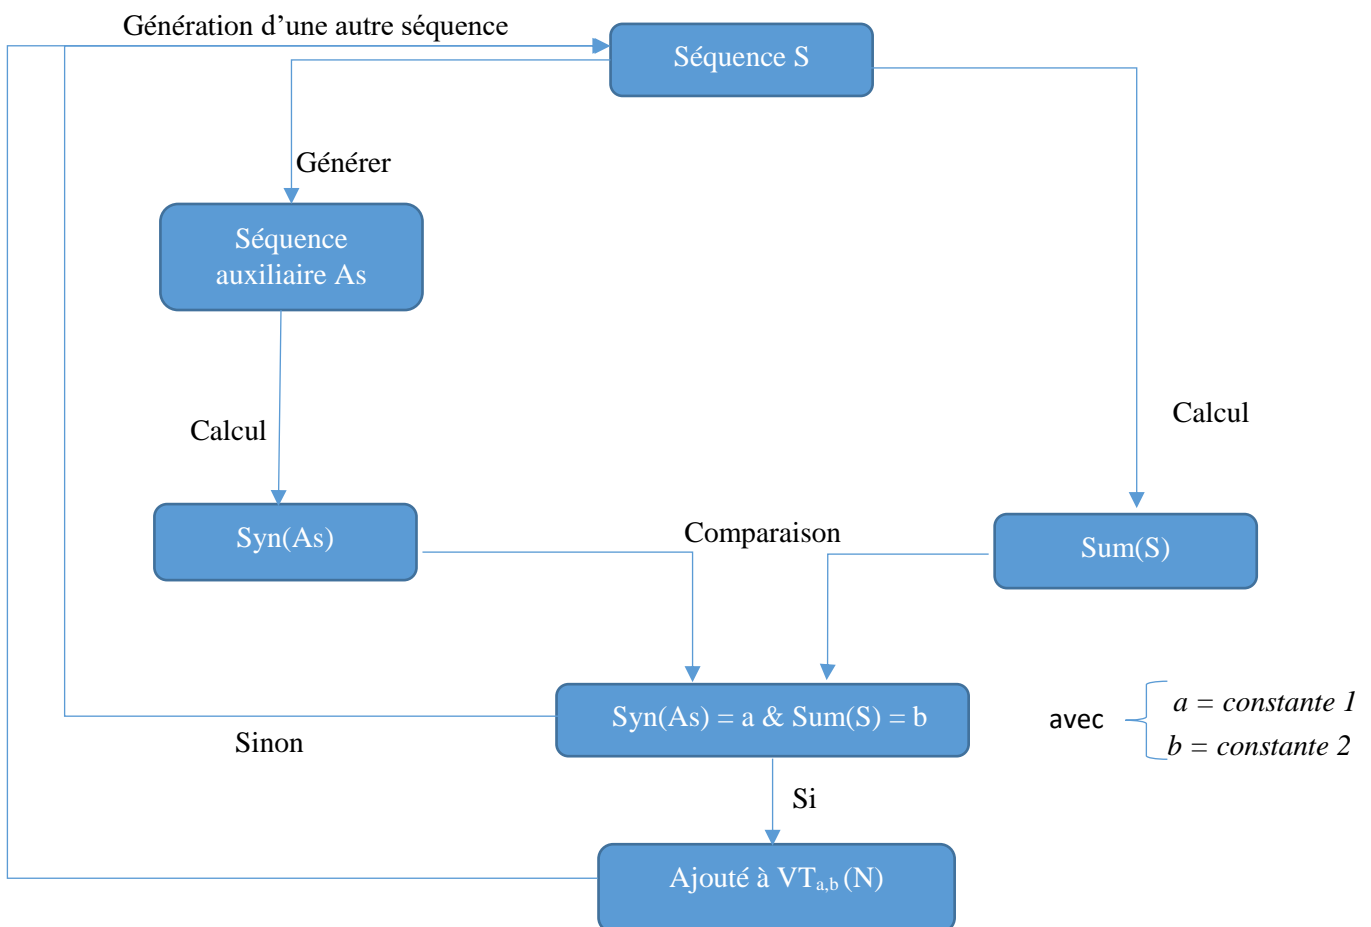 Génération d’une autre séquence
Séquence S
Générer
Séquence
auxiliaire As
Calcul
Calcul
Syn(As)
Comparaison
Sum(S)
Syn(As) = a & Sum(S) = b
avec
a = constante 1
b = constante 2
Sinon
Si
Ajouté à VTa,b (N)